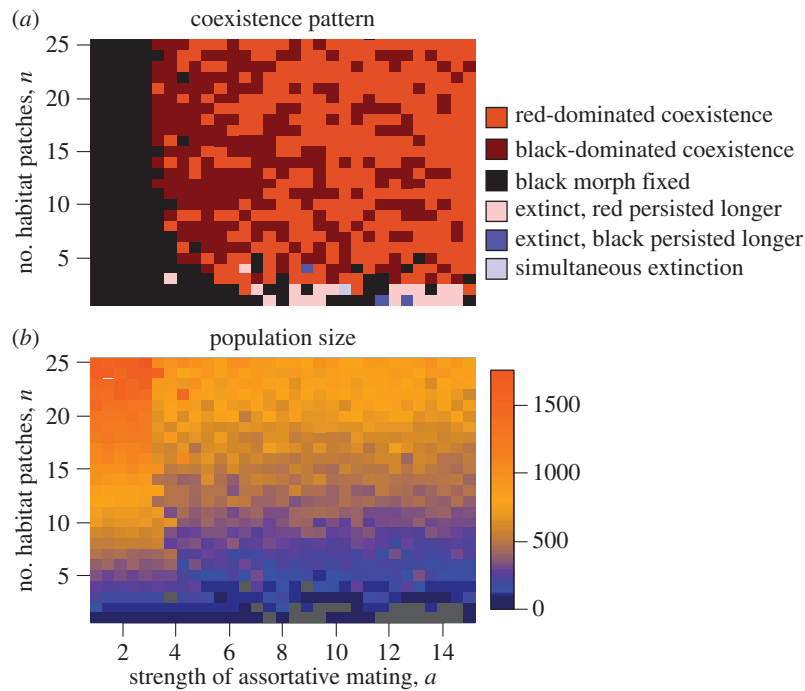 (a) coexistence pattern
25
20
15
10
5
no. habitat patches, n
red-dominated coexistence
black-dominated coexistence
black morph fixed
extinct, red persisted longer
extinct, black persisted longer
simultaneous extinction
(b) population size
25
20
15
10
5
no. habitat patches, n
1500
1000
500
0
2 4 6 8 10 12 14
strength of assortative mating, a